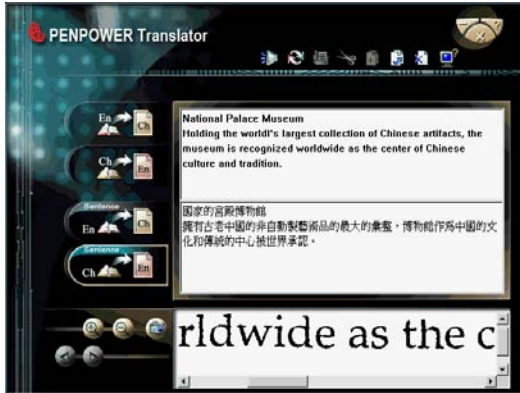 PENPOWER Translator
En Ch
Ch En
Sentence
En Ch
Sentence
Ch En
National Palace Museum
Holding the worldl's largest collection of Chinese artifacts, the
museum is recognized worldwide as the center of Chinese
culture and tradition.
國家的宮殿博物館
擁有古老中國的非自動製藝術品的最大的彙整，博物館作為中國的文
化和傳統的中心被世界承認。
rldwide as the c